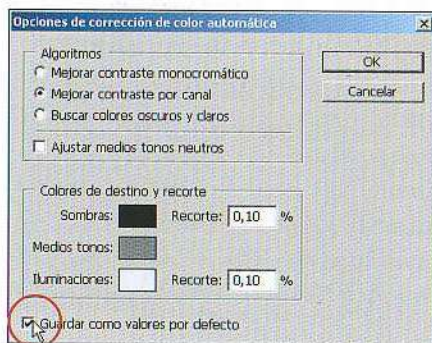 Opciones de corrección de color automática
Algoritmos
Mejorar contraste monocromático
Mejorar contraste por canal
Buscar colores oscuros y claros
Ajustar medios tonos neutros
OK
Cancelar
Colores de destino y recorte
Sombras: Recorte: 0,10 %
Medios tonos:
Iluminaciones: Recorte: 0,10 %
Guardar como valores por defecto